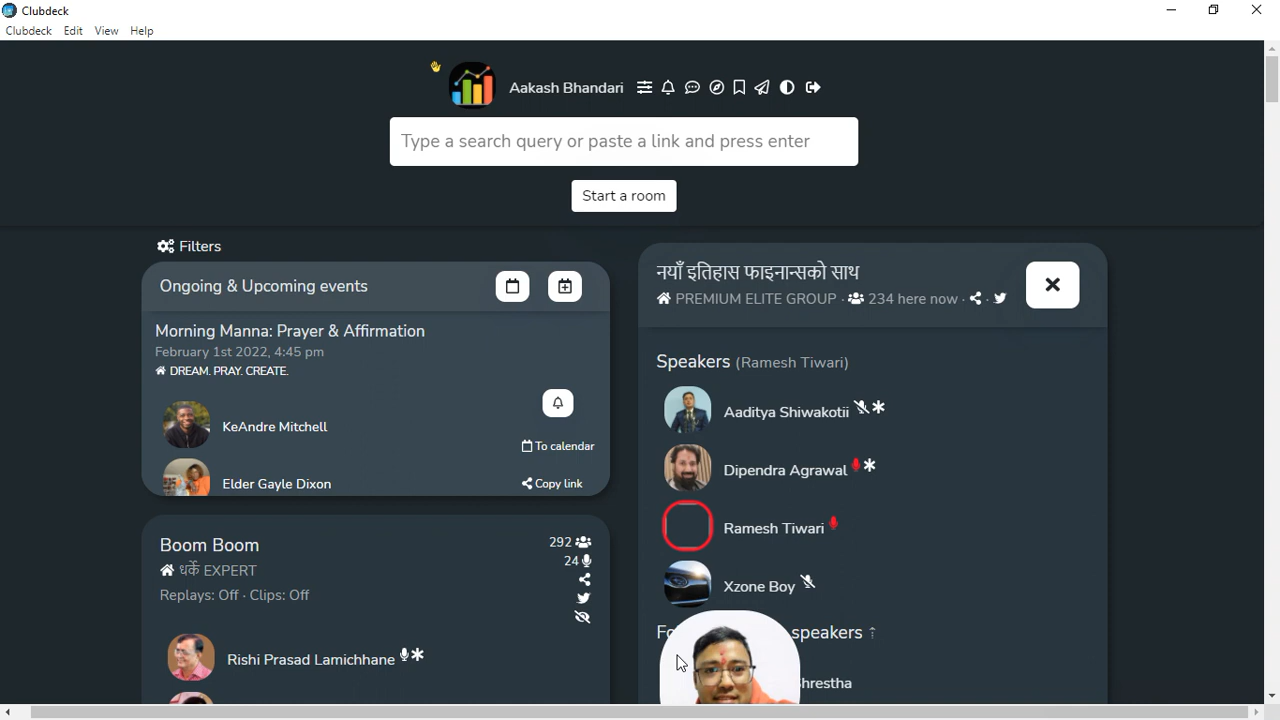 Clubdeck
Clubdeck Edit View Help
Aakash Bhandari
Type a search query or paste a link and press enter
Start a room
Filters
Ongoing & Upcoming events
Morning Manna: Prayer & Affirmation
February 1st 2022, 4:45 pm
DREAM. PRAY. CREATE.
KeAndre Mitchell
To calendar
Elder Gayle Dixon
Copy link
Boom Boom
292
धर्के EXPERT
24
Replays: Off · Clips: Off
Rishi Prasad Lamichhane
नयाँ इतिहास फाइनान्सको साथ
PREMIUM ELITE GROUP · 234 here now · ·
Speakers (Ramesh Tiwari)
Aaditya Shiwakotii
Dipendra Agrawal
Ramesh Tiwari
Xzone Boy
speakers ↑
Shrestha